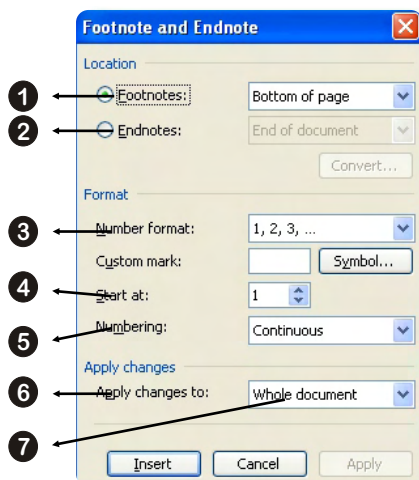 Footnote and Endnote
Location
1 Footnotes: Bottom of page
2 Endnotes: End of document
Convert...
Format
3 Number format: 1, 2, 3, ...
Custom mark: Symbol...
4 Start at: 1
5 Numbering: Continuous
Apply changes
6 Apply changes to: Whole document
7
Insert Cancel Apply